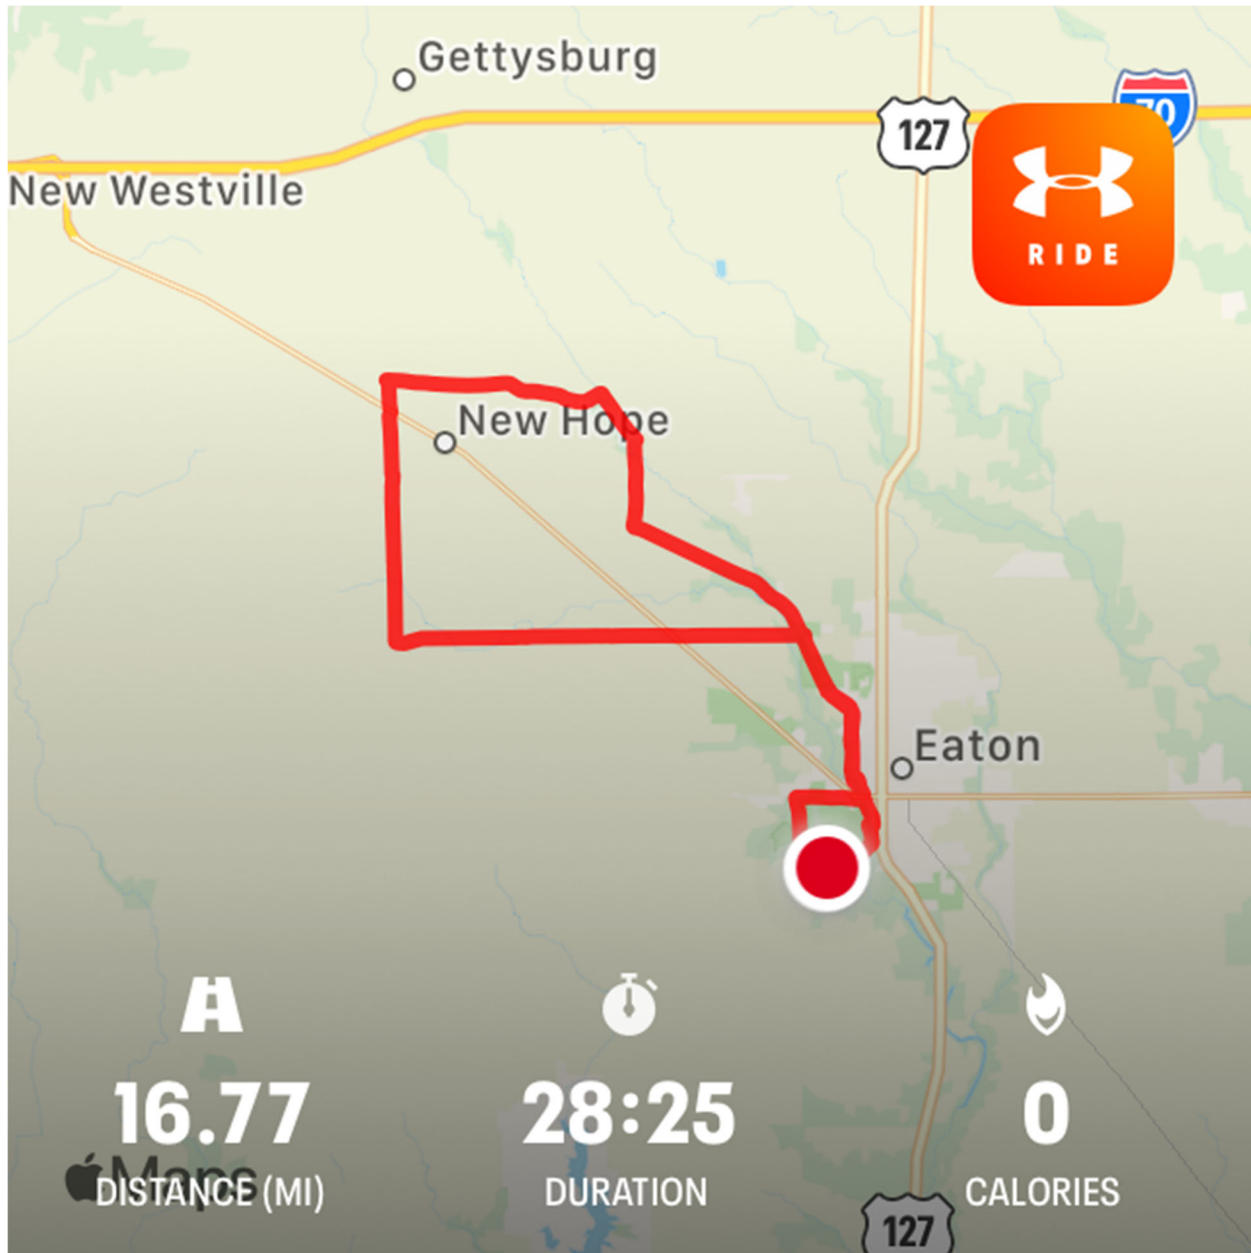 Gettysburg
127
70
New Westville
RIDE
New Hope
Eaton
16.77
28:25
0
Maps
DISTANCE (MI)
DURATION
CALORIES
127